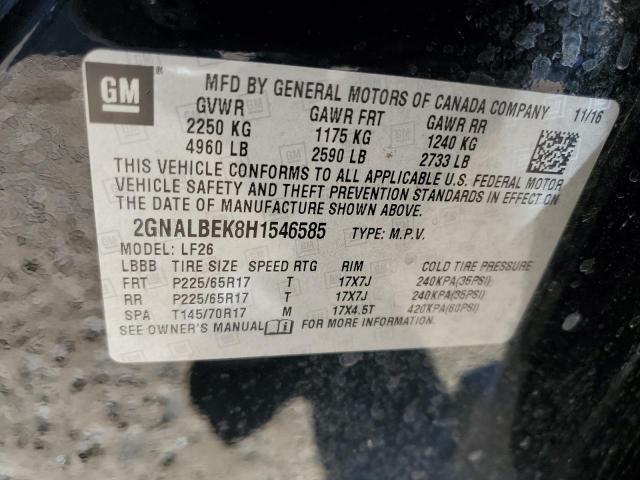 GM®
MFD BY GENERAL MOTORS OF CANADA COMPANY 11/16
GVWR GAWR FRT GAWR RR
2250 KG 1175 KG 1240 KG
4960 LB 2590 LB 2733 LB
THIS VEHICLE CONFORMS TO ALL APPLICABLE U.S. FEDERAL MOTOR
VEHICLE SAFETY AND THEFT PREVENTION STANDARDS IN EFFECT ON
THE DATE OF MANUFACTURE SHOWN ABOVE.
2GNALBEK8H1546585 TYPE: M.P.V.
MODEL: LF26
LBBB TIRE SIZE SPEED RTG RIM COLD TIRE PRESSURE
FRT P225/65R17 T 17X7J 240KPA(35PSI)
RR P225/65R17 T 17X7J 240KPA(35PSI)
SPA T145/70R17 M 17X4.5T 420KPA(60PSI)
SEE OWNER'S MANUAL FOR MORE INFORMATION.